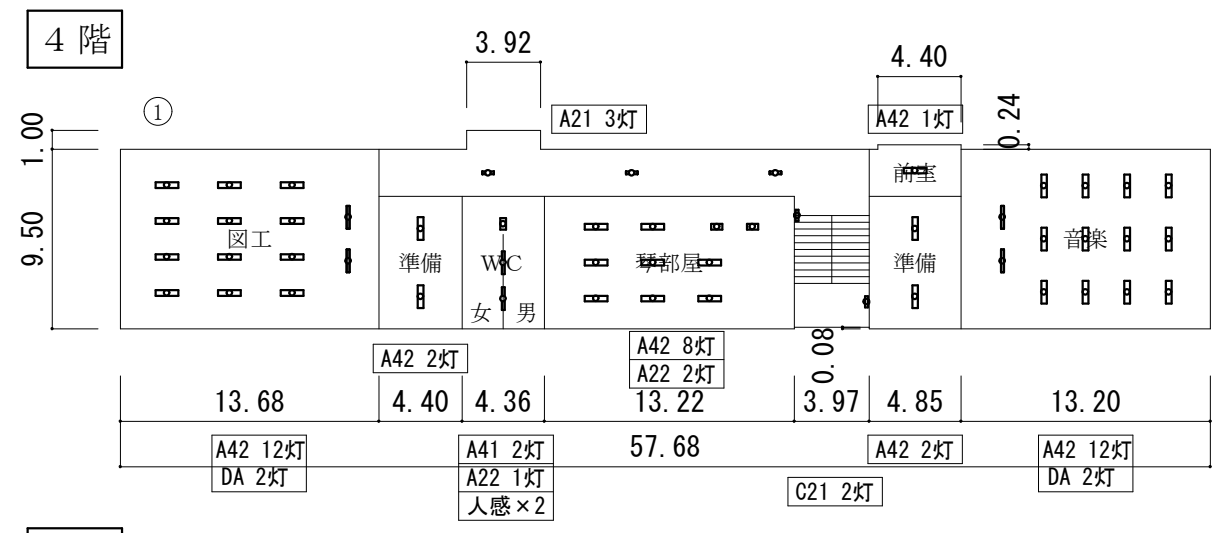 4 階
3.92
4.40
①
A21 3灯
A42 1灯
0.24
1.00
9.50
前室
図工
準備
WC
琴部屋
準備
音楽
女
男
0.08
A42 2灯
A42 8灯
A22 2灯
13.68
4.40
4.36
13.22
3.97
4.85
13.20
57.68
A42 12灯
DA 2灯
A41 2灯
A22 1灯
人感×2
A42 2灯
A42 12灯
DA 2灯
C21 2灯